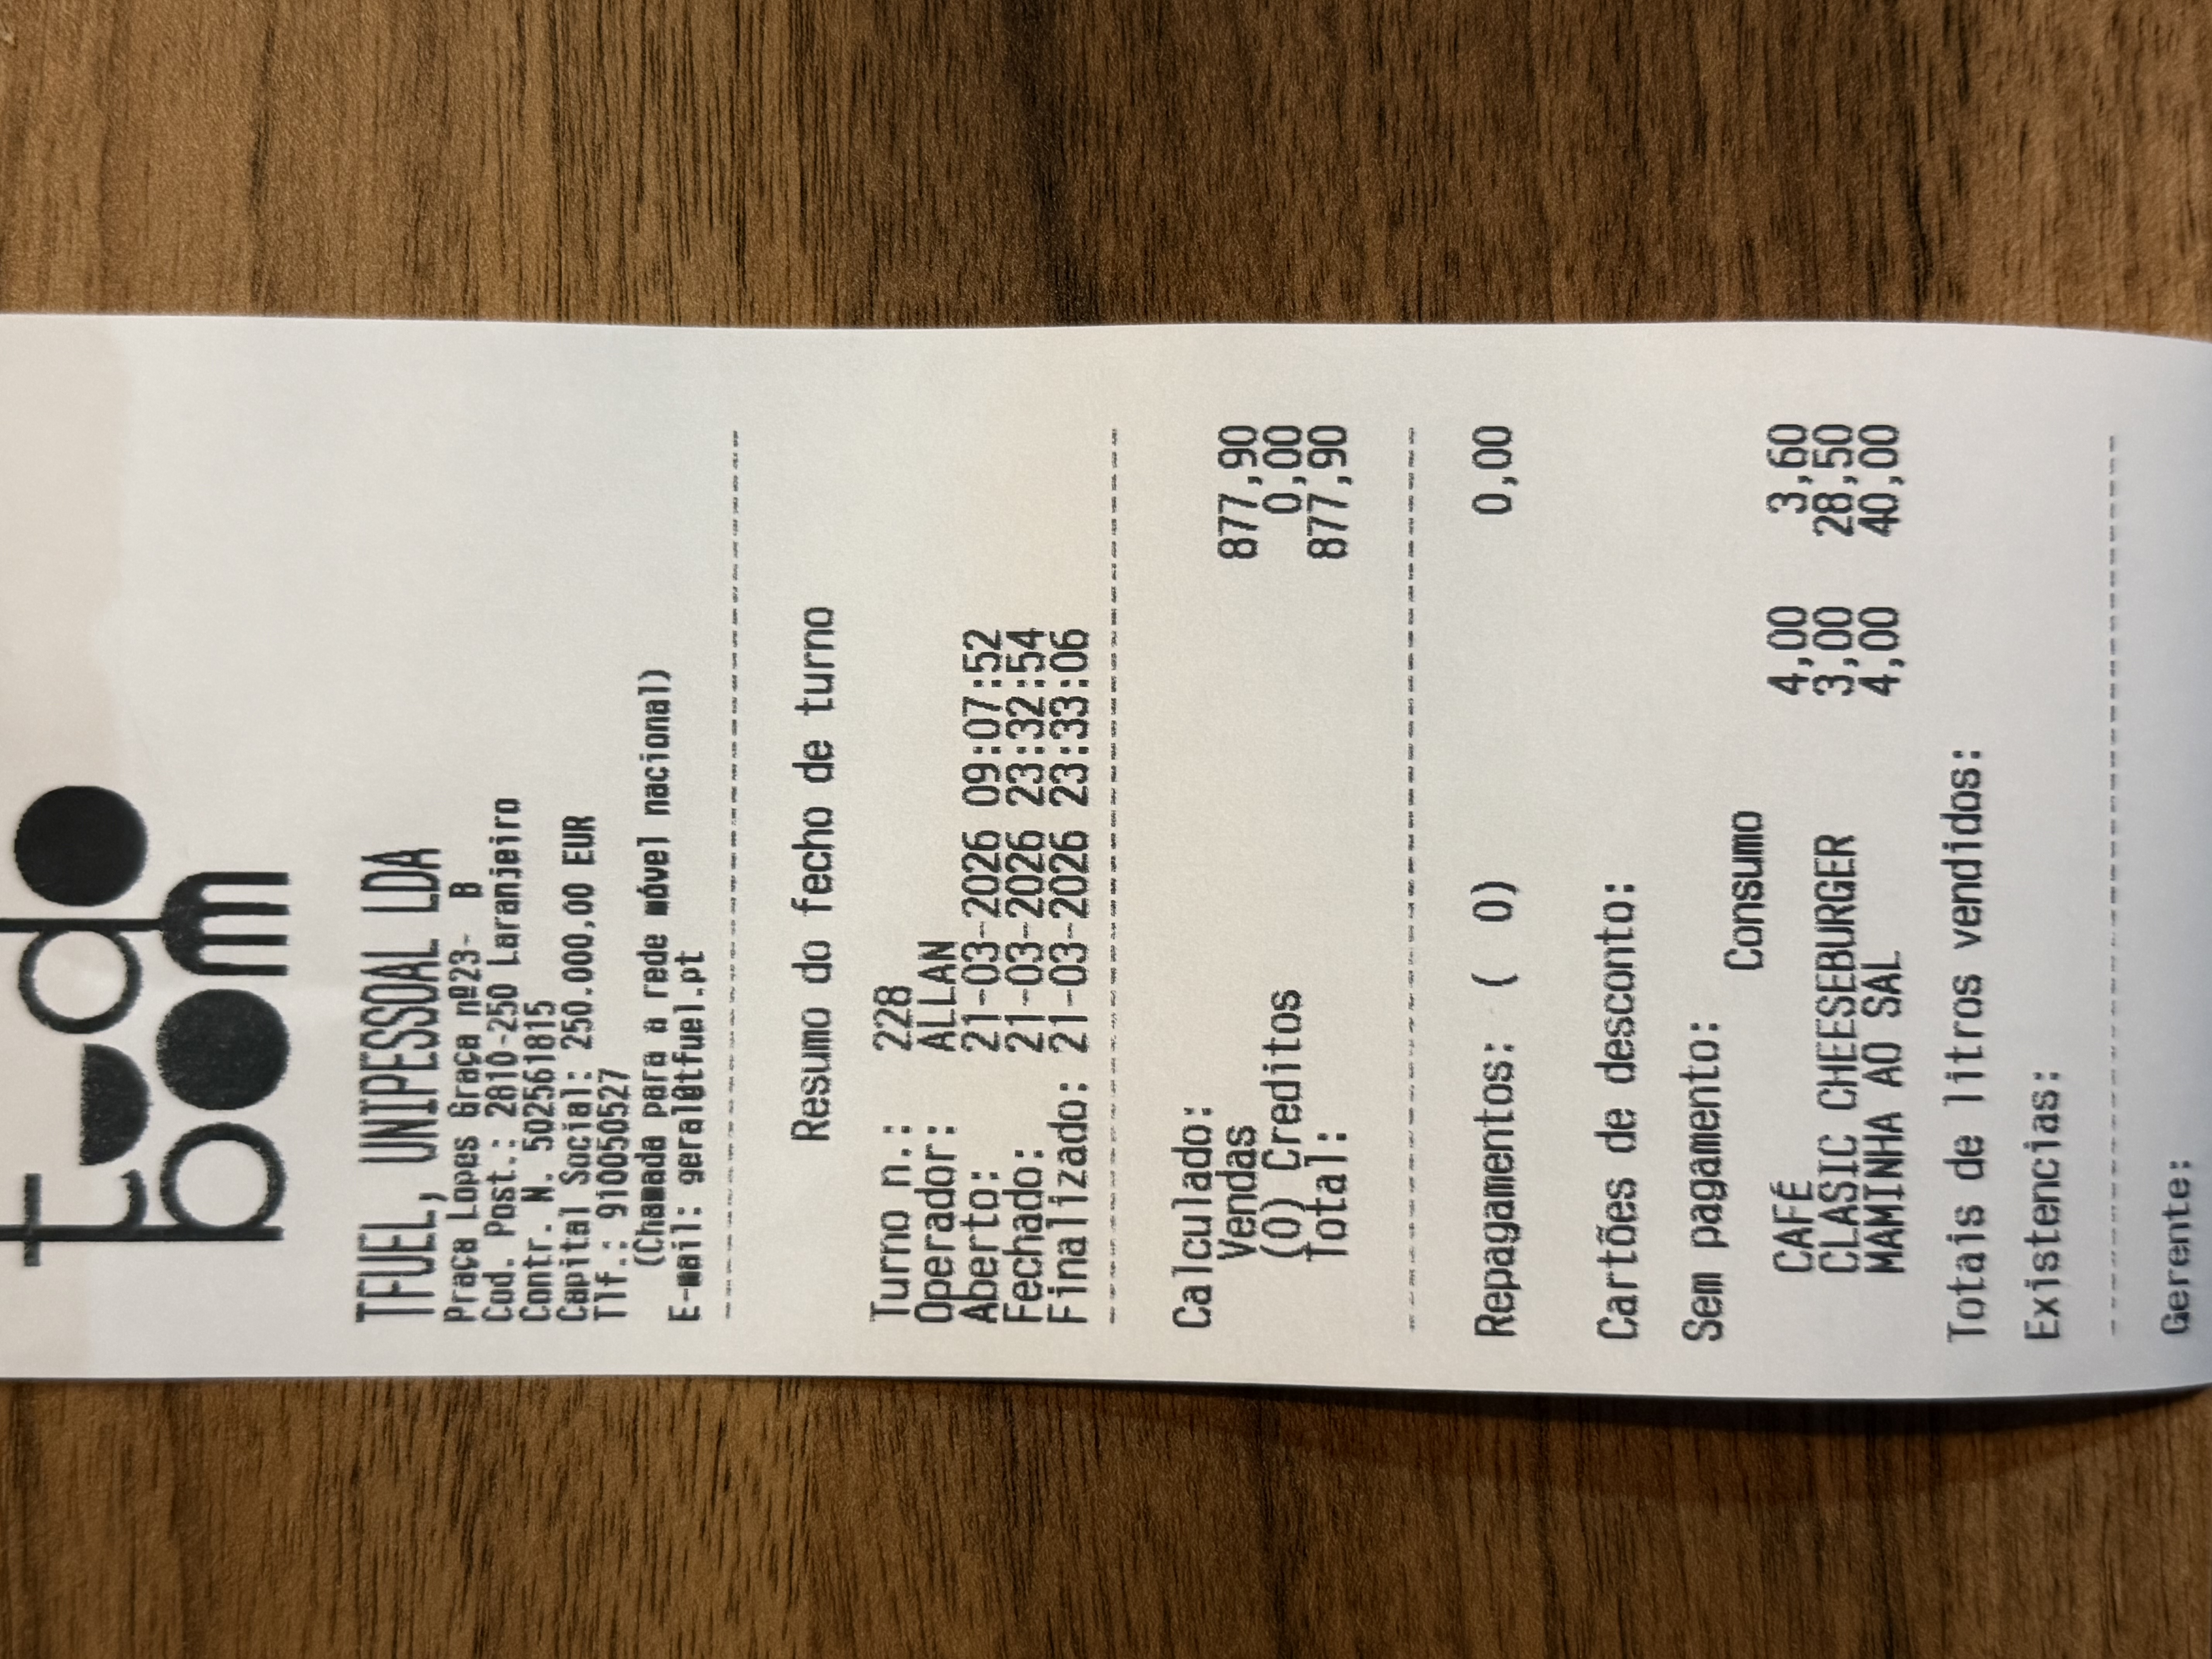 tudo
bom
TFUEL, UNIPESSOAL LDA
Praça Lopes Graça nº23- B
Cod. Post.: 2810-250 Laranjeiro
Contr. N. 502561815
Capital Social: 250.000,00 EUR
Tlf.: 910050527
(Chamada para a rede móvel nacional)
E-mail: geral@tfuel.pt
Resumo do fecho de turno
Turno n.: 228
Operador: ALLAN
Aberto: 21-03-2026 09:07:52
Fechado: 21-03-2026 23:32:54
Finalizado: 21-03-2026 23:33:06
Calculado:
Vendas 877,90
(0) Creditos 0,00
Total: 877,90
Repagamentos: ( 0) 0,00
Cartões de desconto:
Sem pagamento:
Consumo
CAFÉ 4,00 3,60
CLASIC CHEESEBURGER 3,00 28,50
MAMINHA AO SAL 4,00 40,00
Totais de litros vendidos:
Existencias:
Gerente: